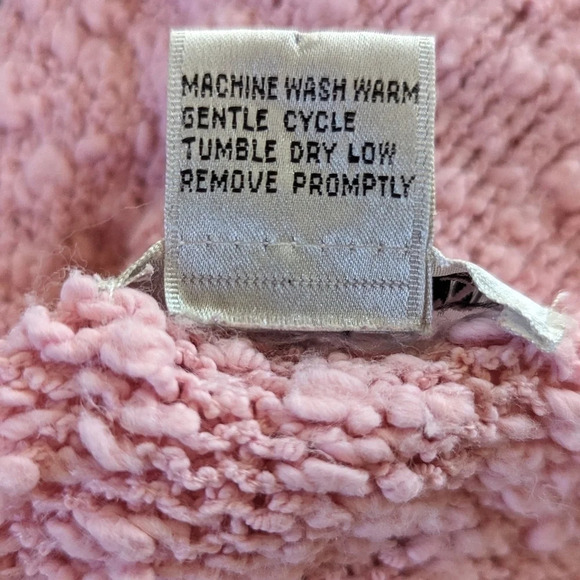 MACHINE WASH WARM
GENTLE CYCLE
TUMBLE DRY LOW
REMOVE PROMPTLY